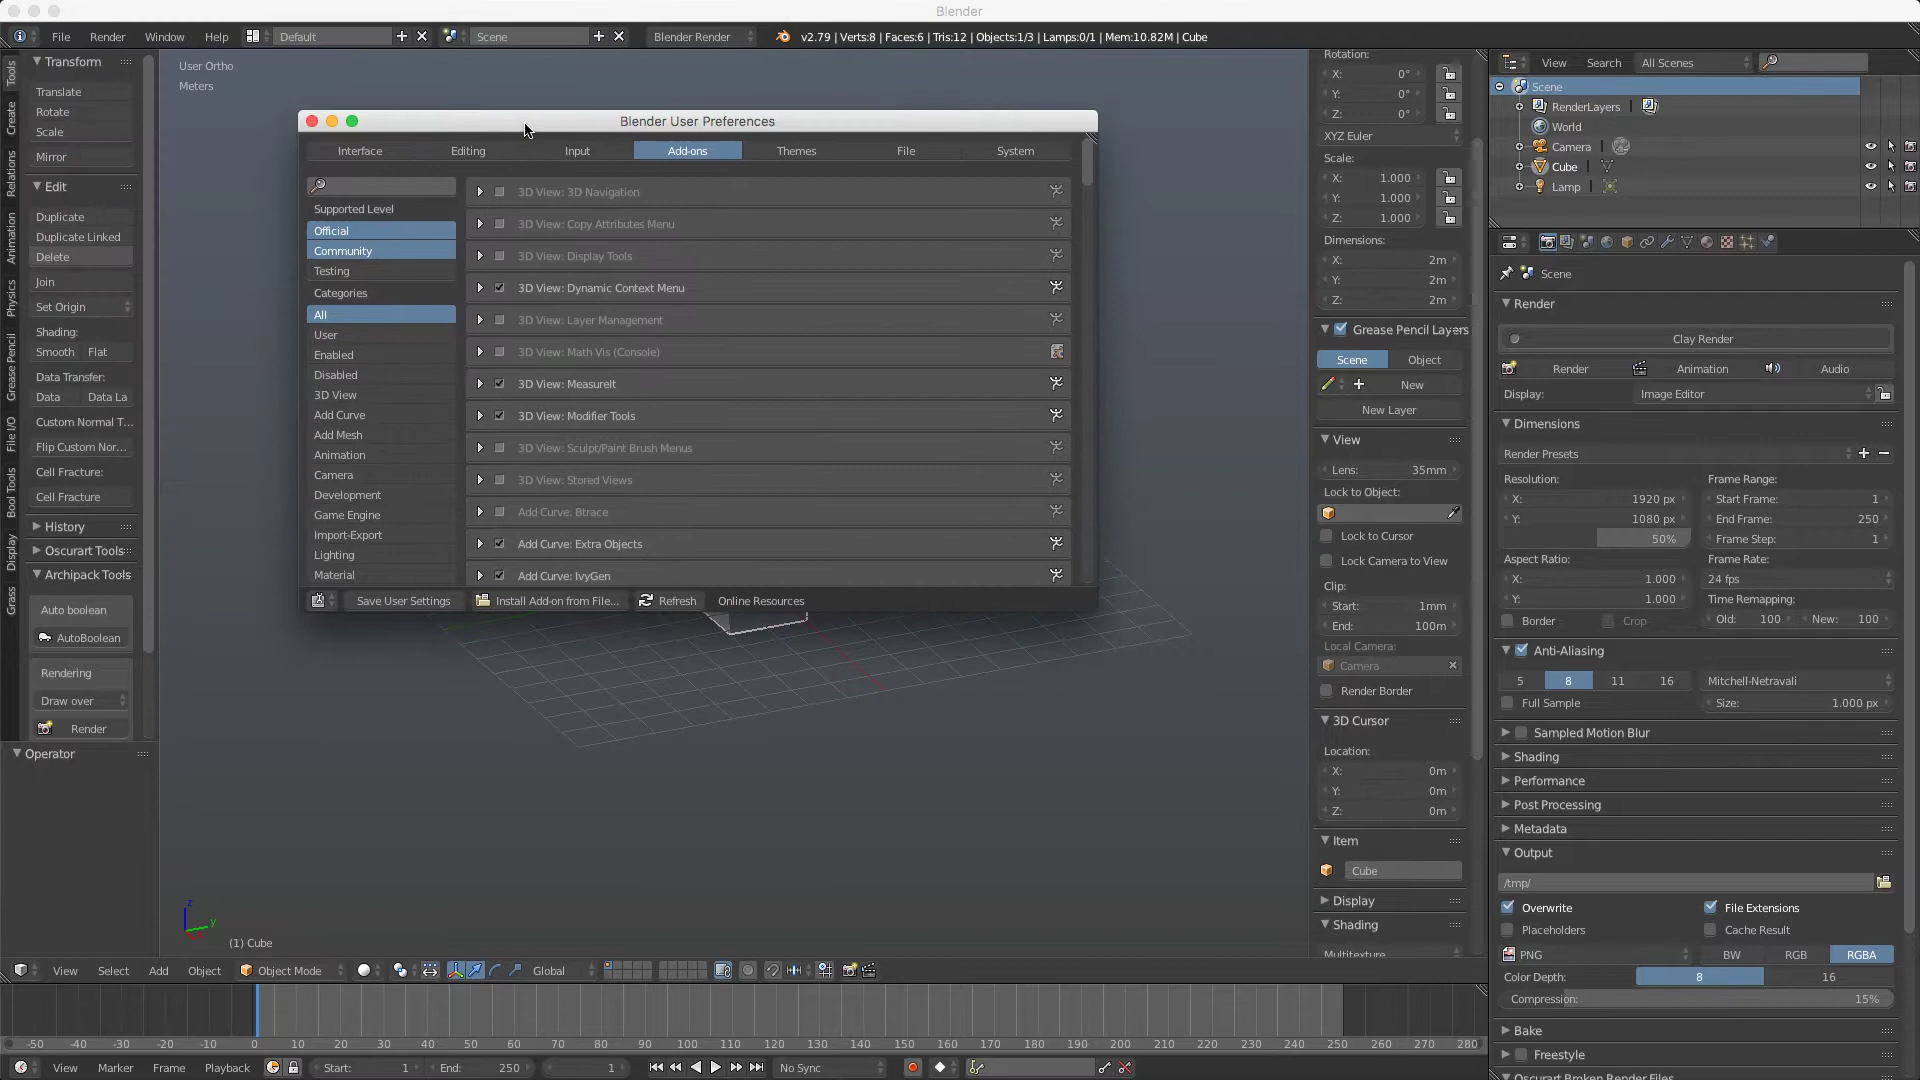 Blender
File Render Window Help Default Scene Blender Render v2.79 | Verts:8 | Faces:6 | Tris:12 | Objects:1/3 | Lamps:0/1 | Mem:10.82M | Cube
Tools
Create
Relations
Animation
Physics
Grease Pencil
File I/O
Bool Tools
Display
Grass
Transform
Translate
Rotate
Scale
Mirror
Edit
Duplicate
Duplicate Linked
Delete
Join
Set Origin
Shading:
Smooth Flat
Data Transfer:
Data Data La
Custom Normal T...
Flip Custom Nor...
Cell Fracture:
Cell Fracture
History
Oscurart Tools
Archipack Tools
Auto boolean
AutoBoolean
Rendering
Draw over
Render
Operator
User Ortho
Meters
Blender User Preferences
Interface Editing Input Add-ons Themes File System
Supported Level
Official
Community
Testing
Categories
All
User
Enabled
Disabled
3D View
Add Curve
Add Mesh
Animation
Camera
Development
Game Engine
Import-Export
Lighting
Material
3D View: 3D Navigation
3D View: Copy Attributes Menu
3D View: Display Tools
3D View: Dynamic Context Menu
3D View: Layer Management
3D View: Math Vis (Console)
3D View: MeasureIt
3D View: Modifier Tools
3D View: Sculpt/Paint Brush Menus
3D View: Stored Views
Add Curve: Btrace
Add Curve: Extra Objects
Add Curve: IvyGen
Save User Settings Install Add-on from File... Refresh Online Resources
z
y
(1) Cube
Rotation:
X: 0°
Y: 0°
Z: 0°
XYZ Euler
Scale:
X: 1.000
Y: 1.000
Z: 1.000
Dimensions:
X: 2m
Y: 2m
Z: 2m
Grease Pencil Layers
Scene Object
New
New Layer
View
Lens: 35mm
Lock to Object:
Lock to Cursor
Lock Camera to View
Clip:
Start: 1mm
End: 100m
Local Camera:
Camera
Render Border
3D Cursor
Location:
X: 0m
Y: 0m
Z: 0m
Item
Cube
Display
Shading
Multitexture
View Search All Scenes
Scene
RenderLayers
World
Camera
Cube
Lamp
Scene
Render
Clay Render
Render Animation Audio
Display: Image Editor
Dimensions
Render Presets
Resolution: Frame Range:
X: 1920 px Start Frame: 1
Y: 1080 px End Frame: 250
50% Frame Step: 1
Aspect Ratio: Frame Rate:
X: 1.000 24 fps
Y: 1.000 Time Remapping:
Border Crop Old: 100 New: 100
Anti-Aliasing
5 8 11 16 Mitchell-Netravali
Full Sample Size: 1.000 px
Sampled Motion Blur
Shading
Performance
Post Processing
Metadata
Output
/tmp/
Overwrite File Extensions
Placeholders Cache Result
PNG BW RGB RGBA
Color Depth: 8 16
Compression: 15%
Bake
Freestyle
Oscurart Broken Render Files
View Select Add Object Object Mode Global
-50 -40 -30 -20 -10 0 10 20 30 40 50 60 70 80 90 100 110 120 130 140 150 160 170 180 190 200 210 220 230 240 250 260 270 280
View Marker Frame Playback Start: 1 End: 250 1 No Sync